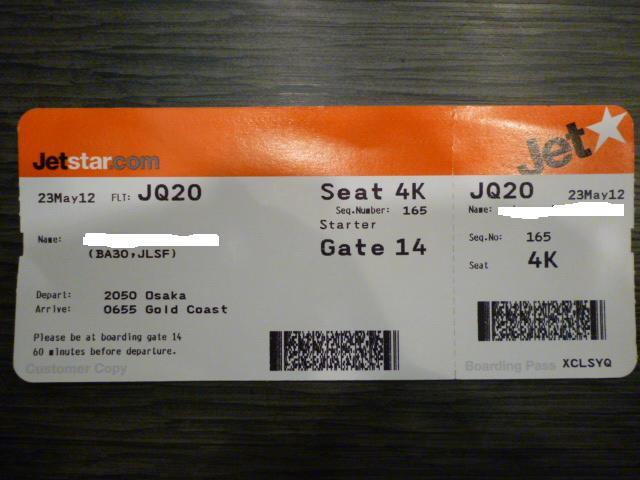 Jetstar.com
Jet
23May12 FLT: JQ20
Seat 4K
Seq.Number: 165
Starter
Gate 14
Name:
(BA30,JLSF)
Depart: 2050 Osaka
Arrive: 0655 Gold Coast
Please be at boarding gate 14
60 minutes before departure.
Customer Copy
JQ20 23May12
Name:
Seq.No: 165
Seat 4K
Boarding Pass XCLSYQ